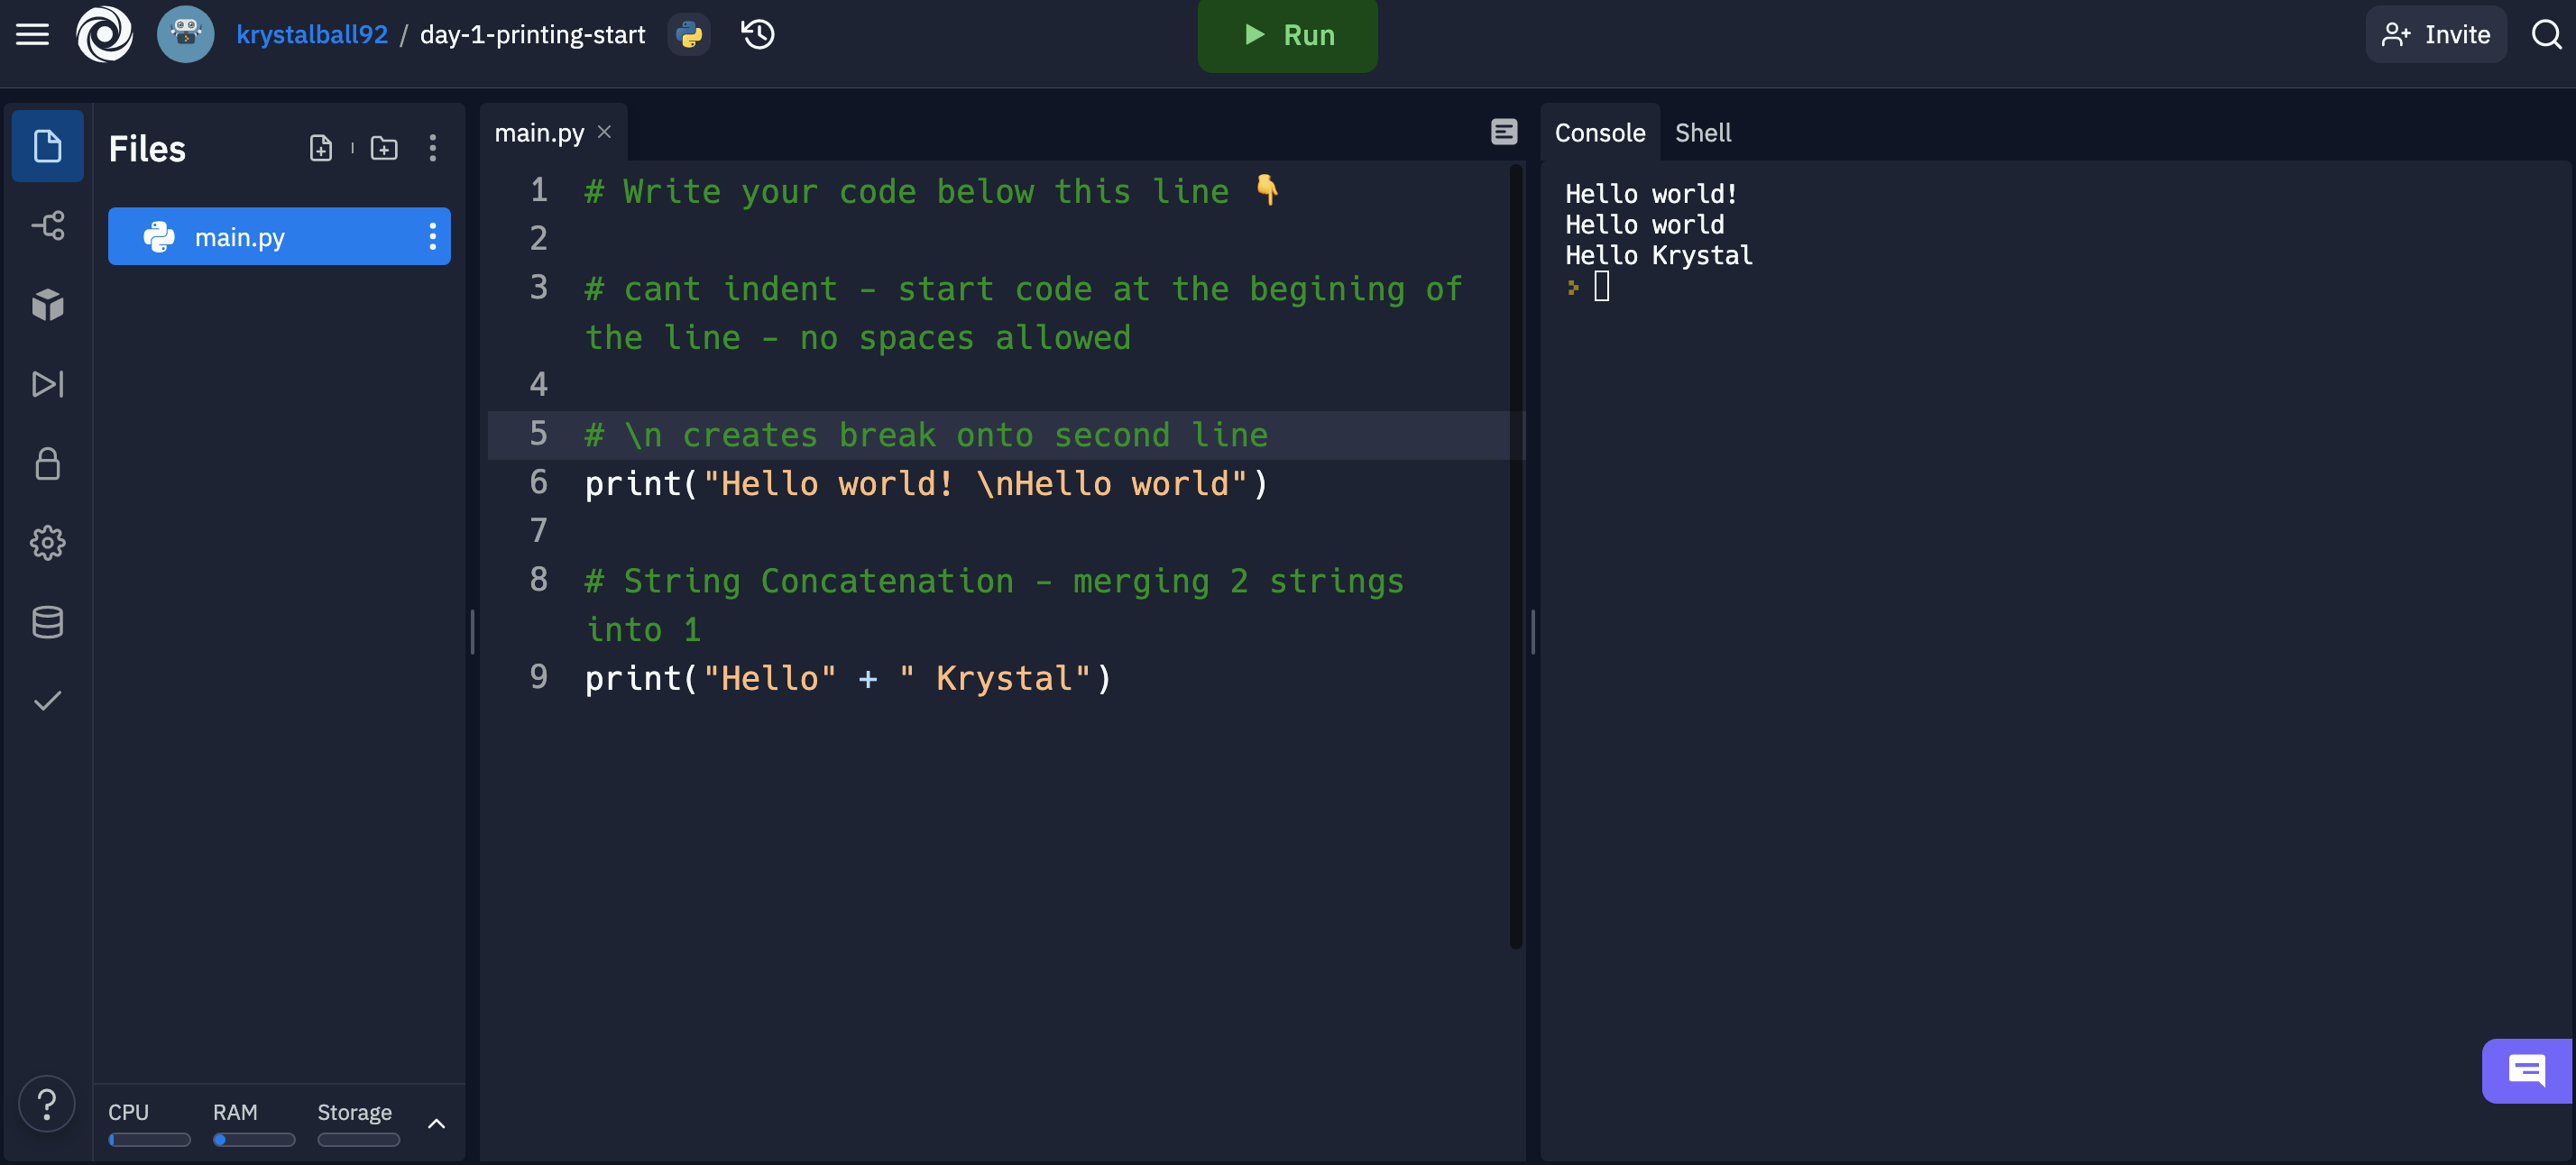 krystalball92 / day-1-printing-start
Run
Invite
Files
main.py
CPU RAM Storage
main.py
1 # Write your code below this line 👇
2
3 # cant indent - start code at the begining of
the line - no spaces allowed
4
5 # \n creates break onto second line
6 print("Hello world! \nHello world")
7
8 # String Concatenation - merging 2 strings
into 1
9 print("Hello" + " Krystal")
Console Shell
Hello world!
Hello world
Hello Krystal